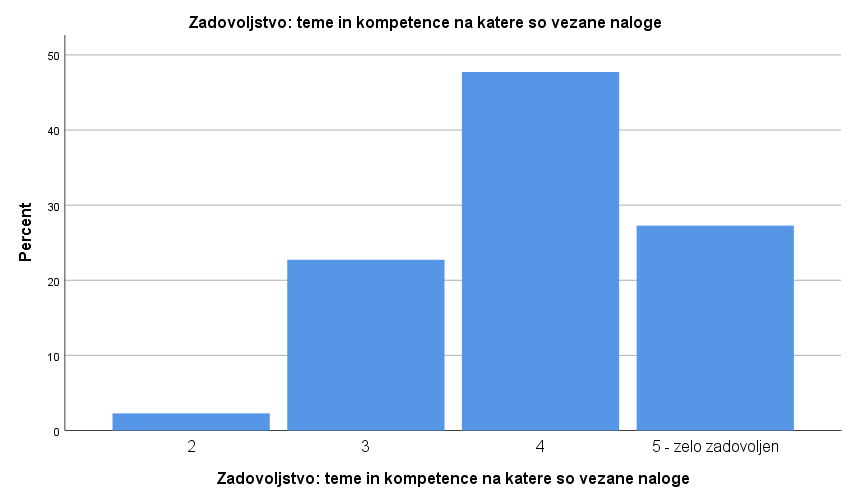 Zadovoljstvo: teme in kompetence na katere so vezane naloge
50
40
30
20
10
0
Percent
2 3 4 5 - zelo zadovoljen
Zadovoljstvo: teme in kompetence na katere so vezane naloge